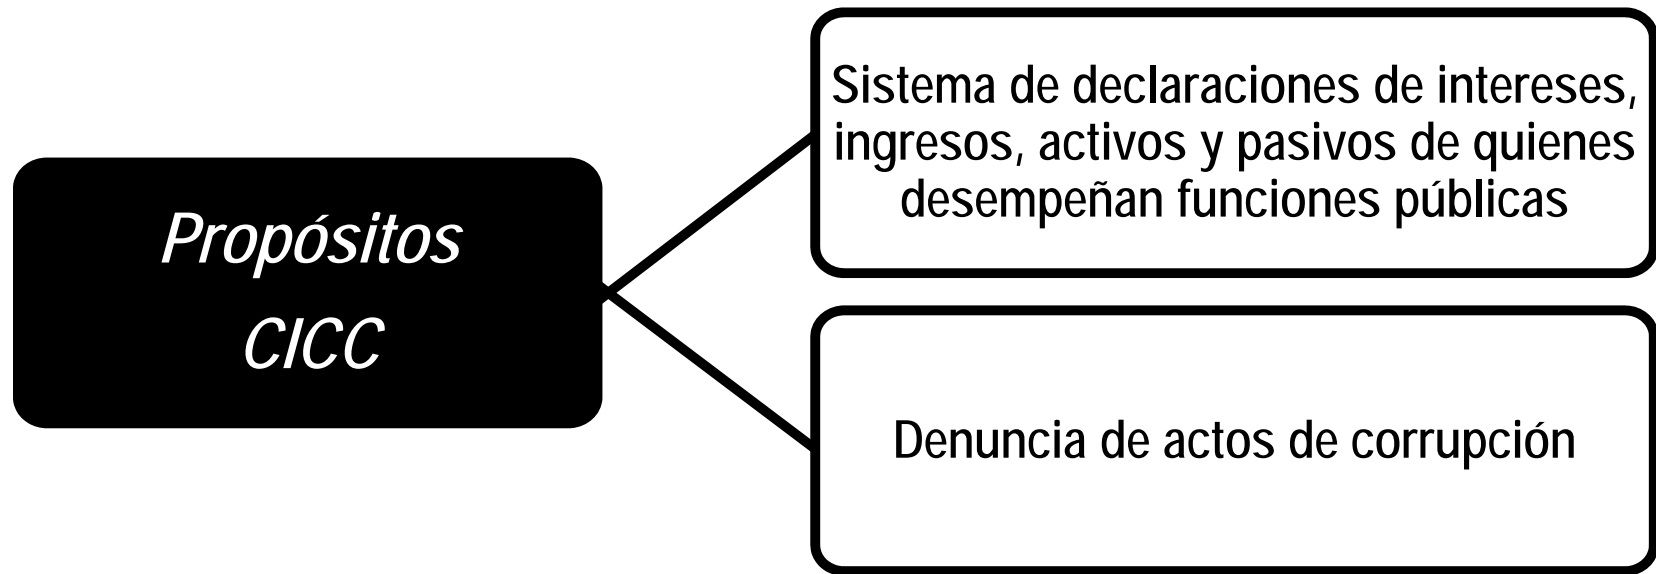 Propósitos
CICC
Sistema de declaraciones de intereses,
ingresos, activos y pasivos de quienes
desempeñan funciones públicas
Denuncia de actos de corrupción